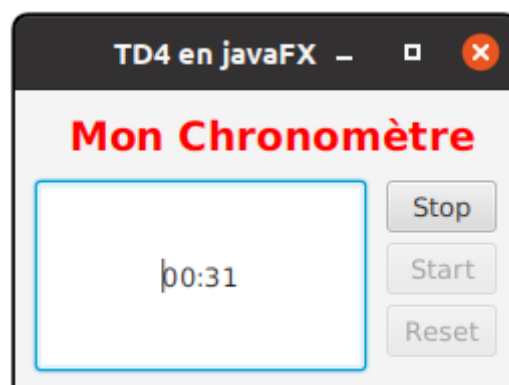 TD4 en javaFX
Mon Chronomètre
00:31
Stop
Start
Reset